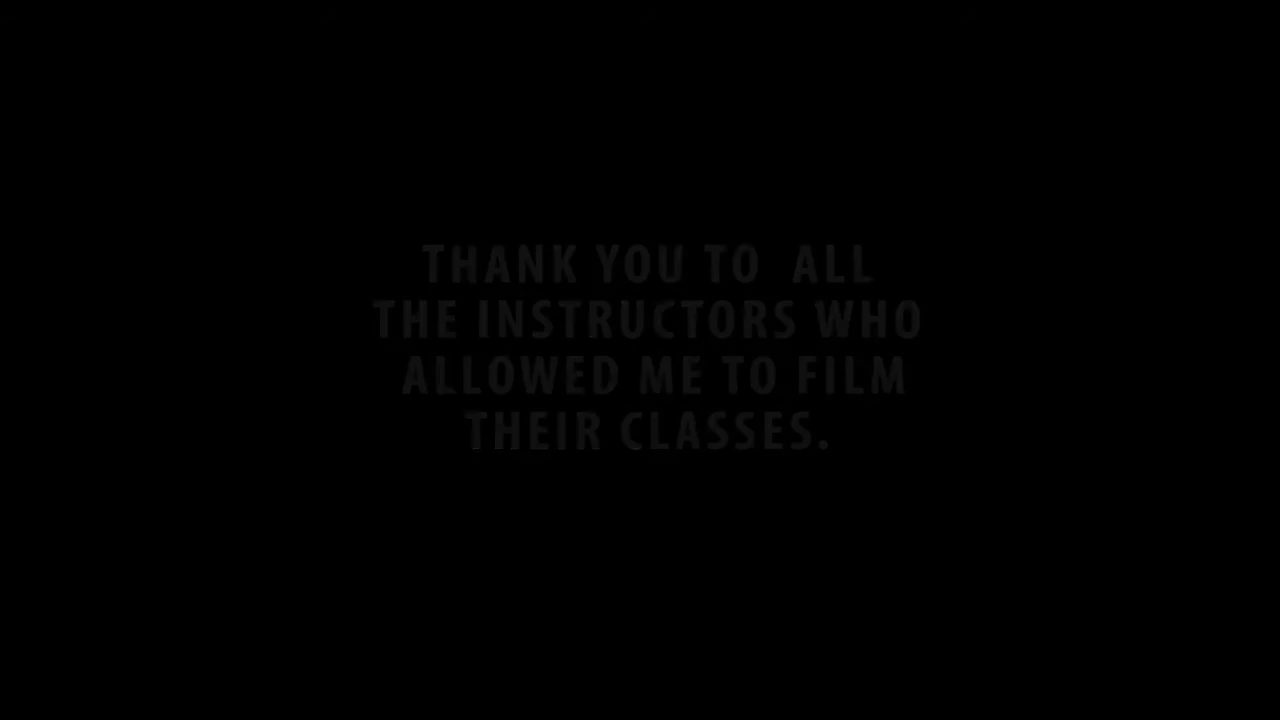 THANK YOU TO  ALL
THE INSTRUCTORS WHO
ALLOWED ME TO FILM
THEIR CLASSES.